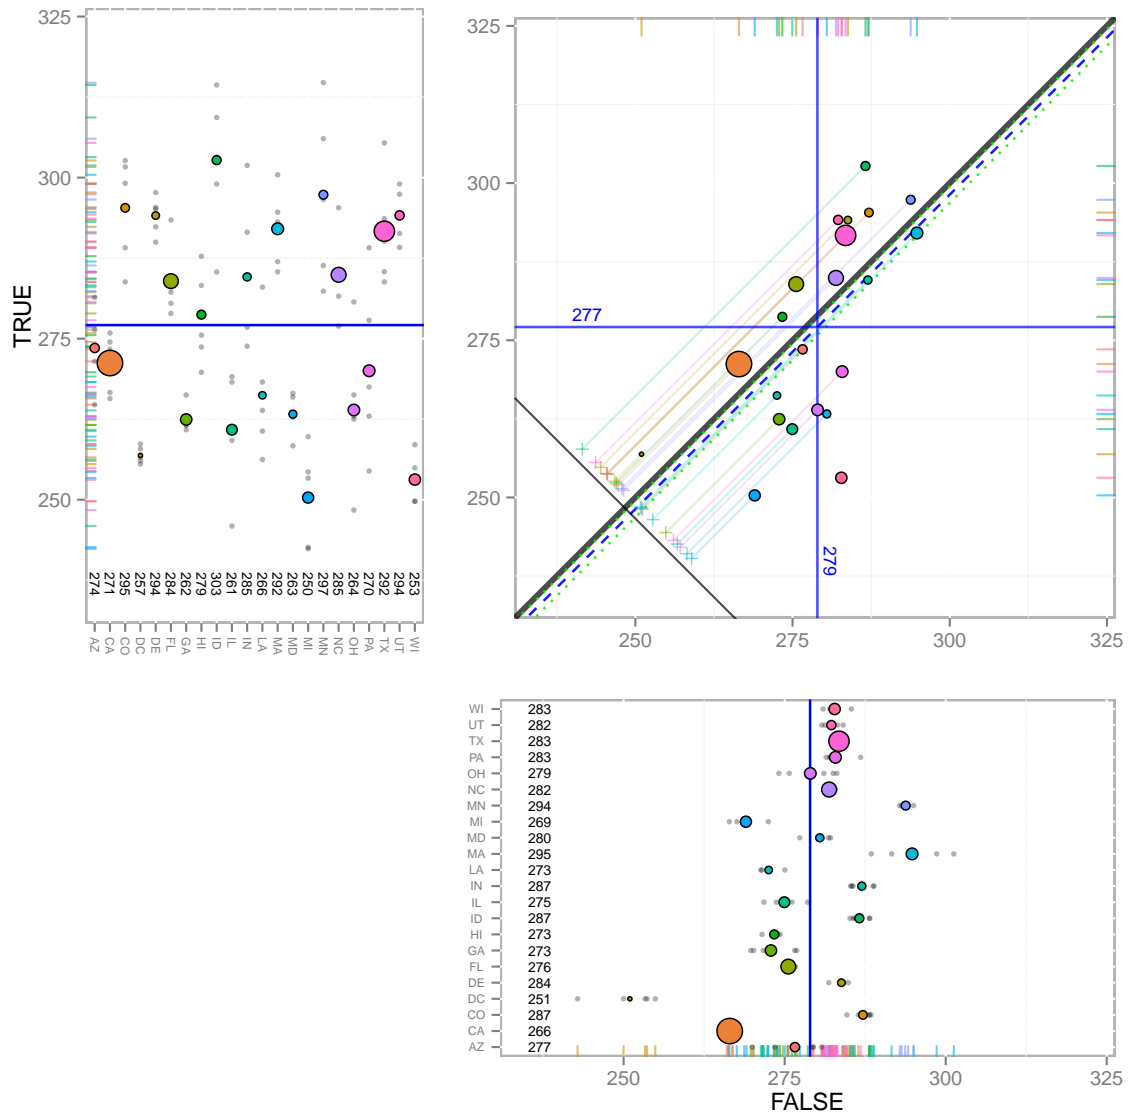 325
300
275
250
TRUE
274
271
295
257
294
284
262
279
303
261
285
266
292
263
250
297
285
264
270
292
294
253
AZ
CA
CO
DC
DE
FL
GA
HI
ID
IL
IN
LA
MA
MD
MI
MN
NC
OH
PA
TX
UT
WI
325
300
275
250
277
279
250
275
300
325
WI 283
UT 282
TX 283
PA 283
OH 279
NC 282
MN 294
MI 269
MD 280
MA 295
LA 273
IN 287
IL 275
ID 287
HI 273
GA 273
FL 276
DE 284
DC 251
CO 287
CA 266
AZ 277
250
275
300
325
FALSE